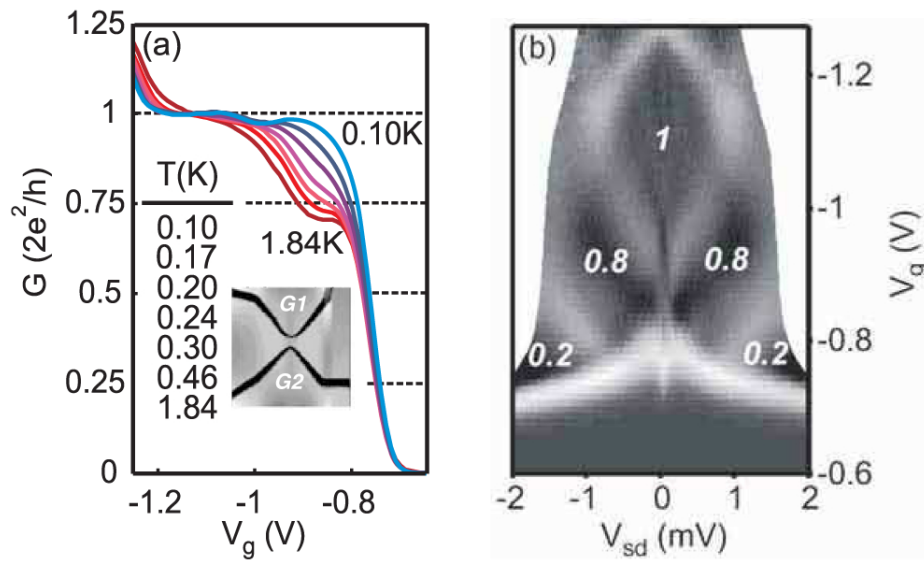 (a)
1.25
1
0.75
0.5
0.25
0
G (2e²/h)
0.10K
1.84K
T(K)
0.10
0.17
0.20
0.24
0.30
0.46
1.84
G1
G2
-1.2
-1
-0.8
V_g (V)
(b)
1
0.8
0.8
0.2
0.2
-1.2
-1
-0.8
-0.6
V_g (V)
-2
-1
0
1
2
V_sd (mV)